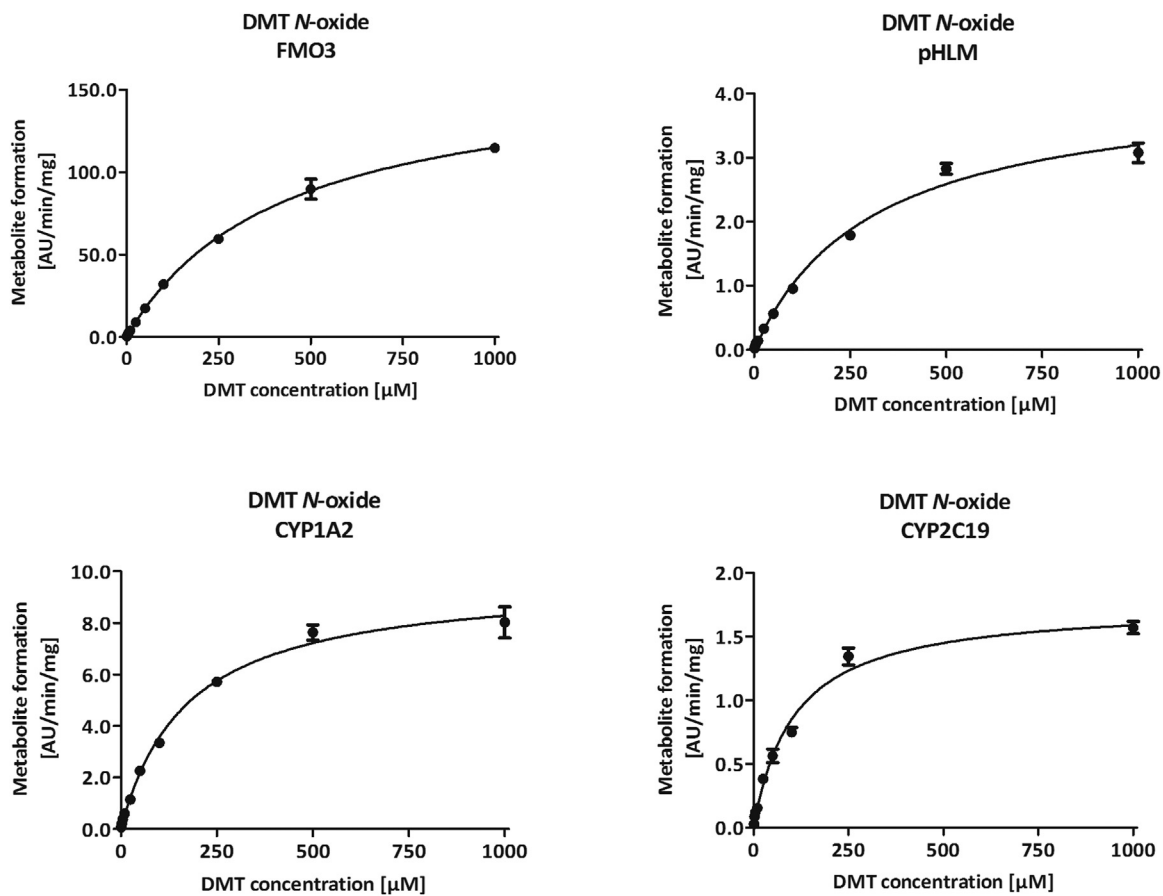 DMT N-oxide
FMO3
Metabolite formation
[AU/min/mg]
150.0
100.0
50.0
0.0
0 250 500 750 1000
DMT concentration [μM]
DMT N-oxide
pHLM
Metabolite formation
[AU/min/mg]
4.0
3.0
2.0
1.0
0.0
0 250 500 750 1000
DMT concentration [μM]
DMT N-oxide
CYP1A2
Metabolite formation
[AU/min/mg]
10.0
8.0
6.0
4.0
2.0
0.0
0 250 500 750 1000
DMT concentration [μM]
DMT N-oxide
CYP2C19
Metabolite formation
[AU/min/mg]
2.0
1.5
1.0
0.5
0.0
0 250 500 750 1000
DMT concentration [μM]